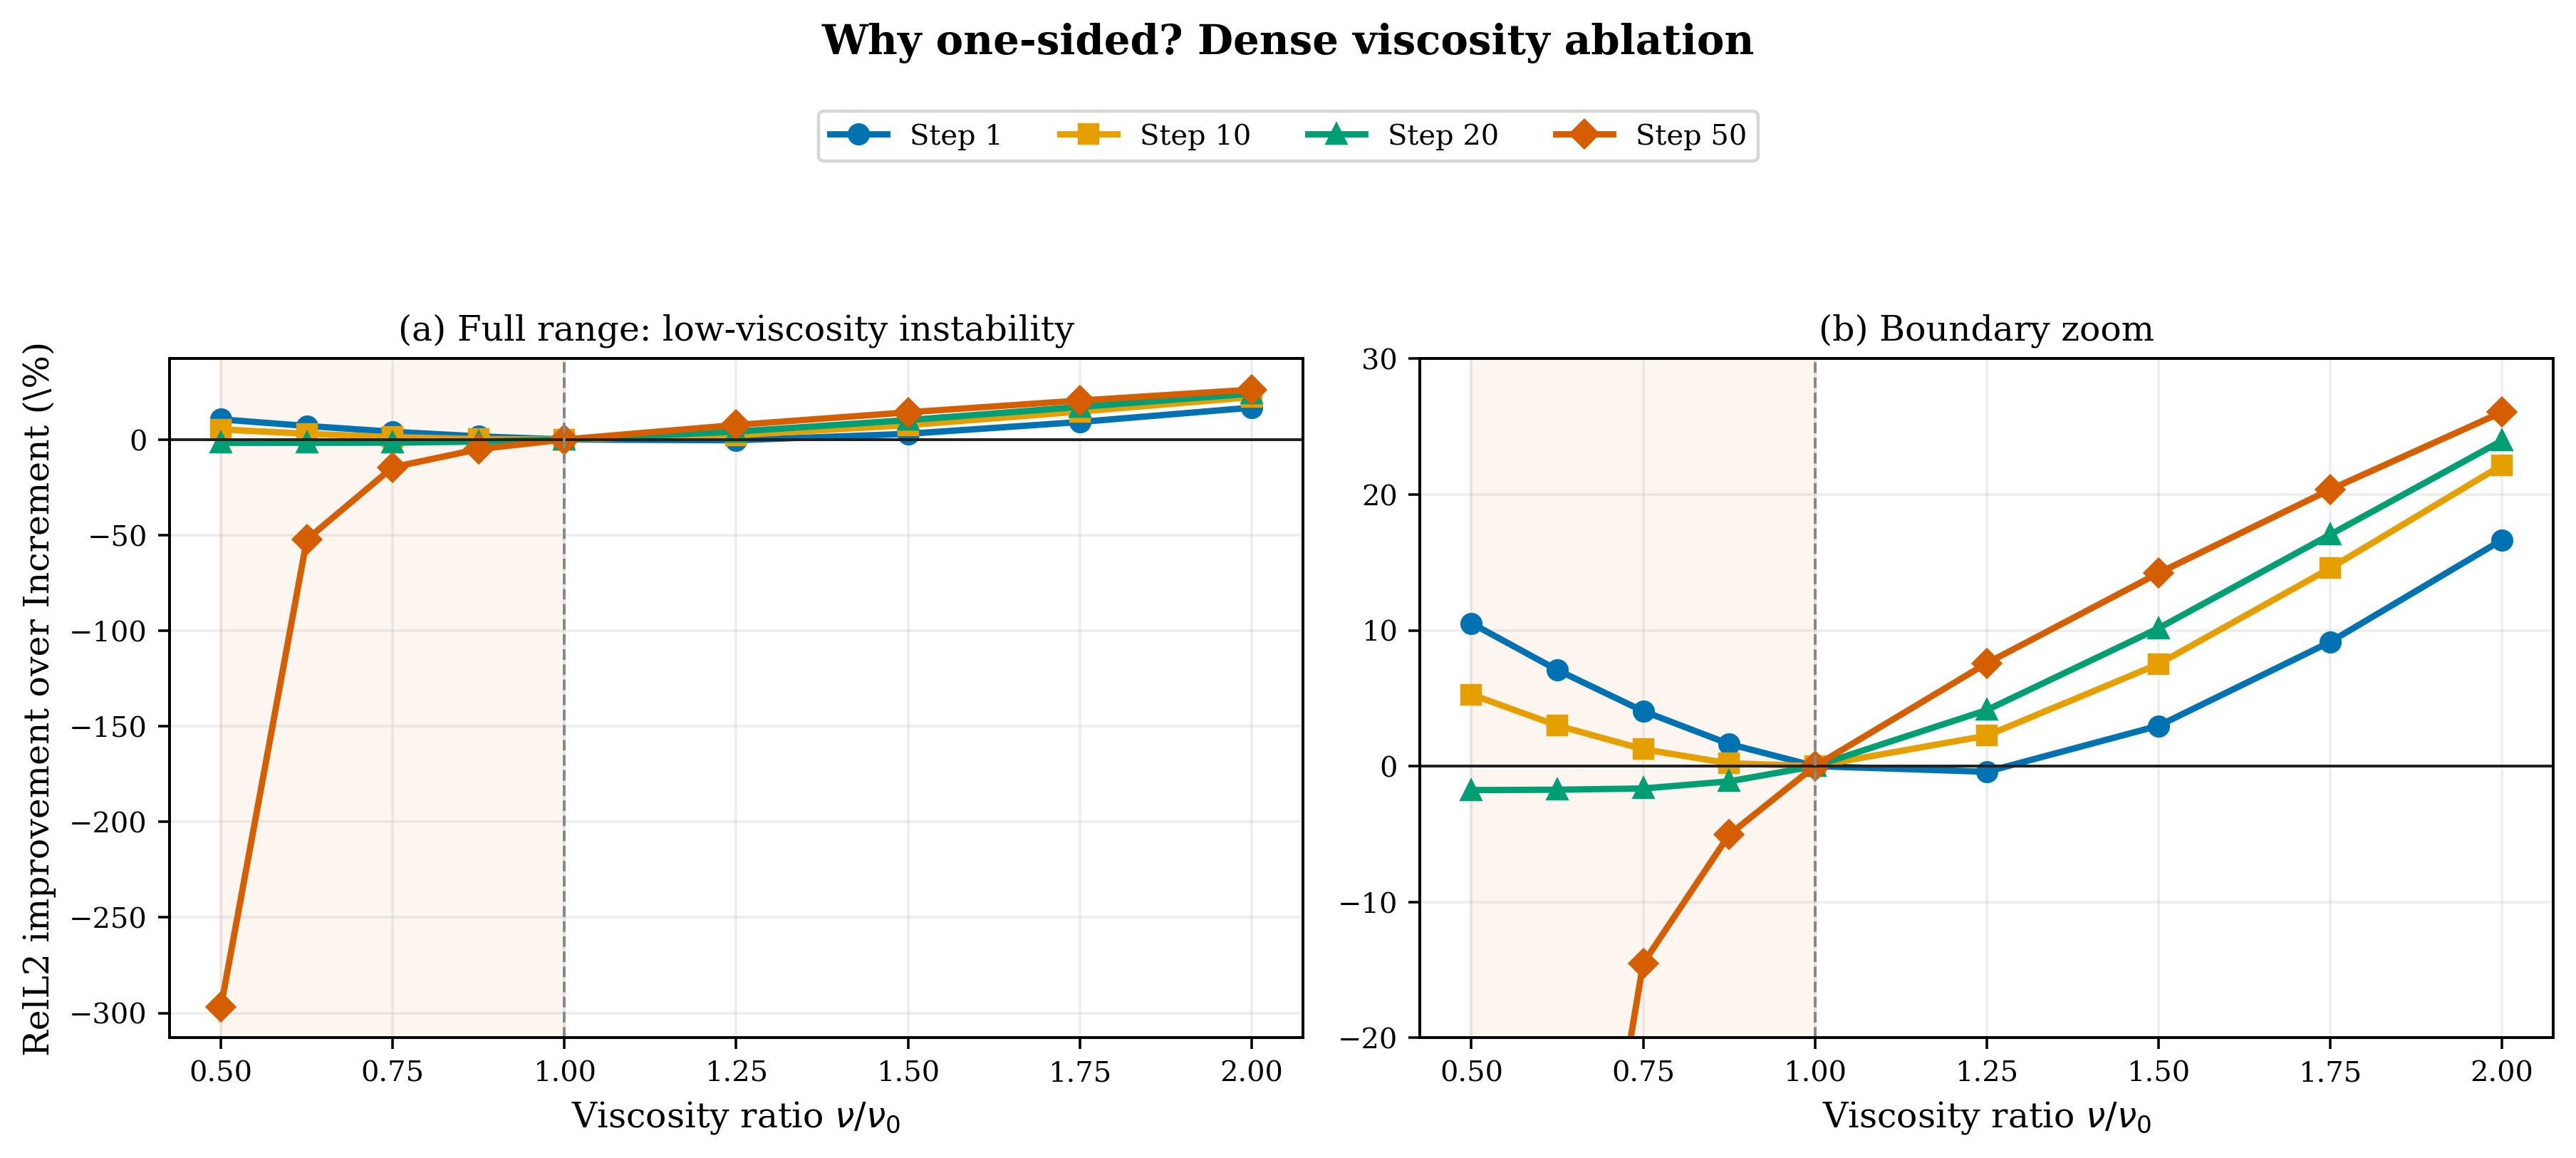 Why one-sided? Dense viscosity ablation
Step 1 Step 10 Step 20 Step 50
(a) Full range: low-viscosity instability
RelL2 improvement over Increment (\%)
0
−50
−100
−150
−200
−250
−300
0.50 0.75 1.00 1.25 1.50 1.75 2.00
Viscosity ratio ν/ν₀
(b) Boundary zoom
30
20
10
0
−10
−20
0.50 0.75 1.00 1.25 1.50 1.75 2.00
Viscosity ratio ν/ν₀